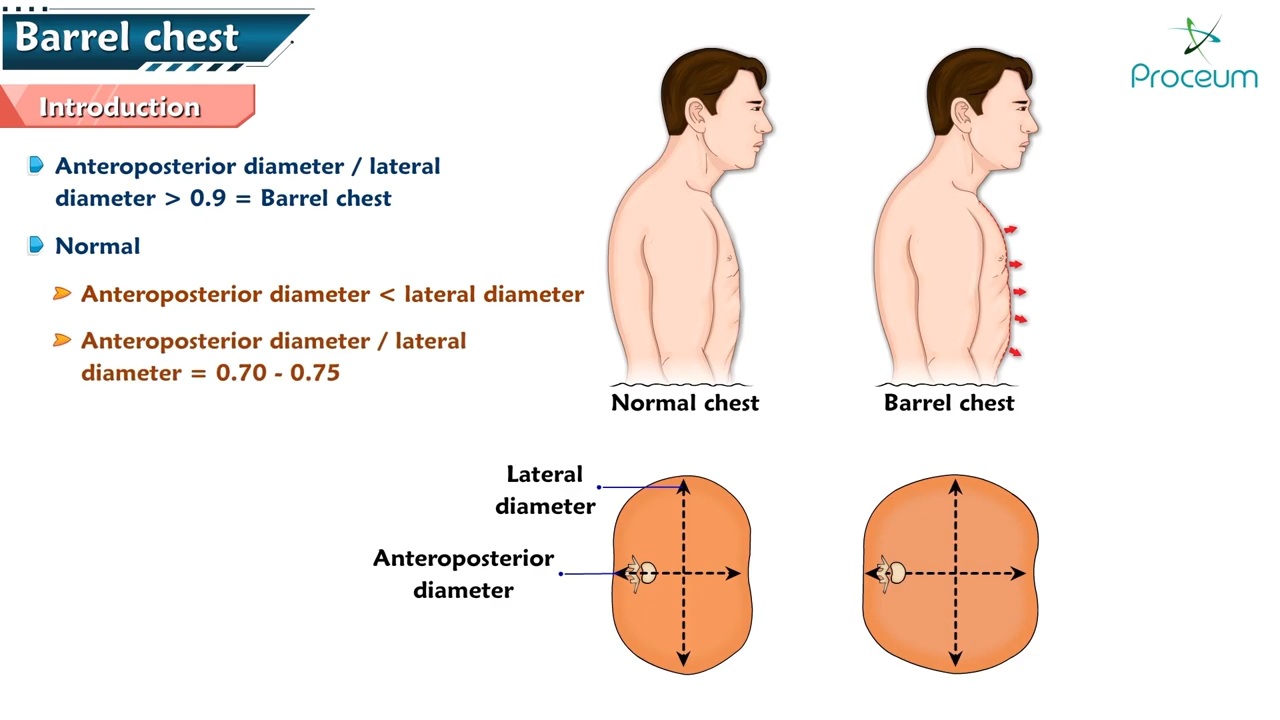 Barrel chest
Proceum
Introduction
Anteroposterior diameter / lateral
diameter > 0.9 = Barrel chest
Normal
Anteroposterior diameter < lateral diameter
Anteroposterior diameter / lateral
diameter = 0.70 - 0.75
Normal chest
Barrel chest
Lateral
diameter
Anteroposterior
diameter